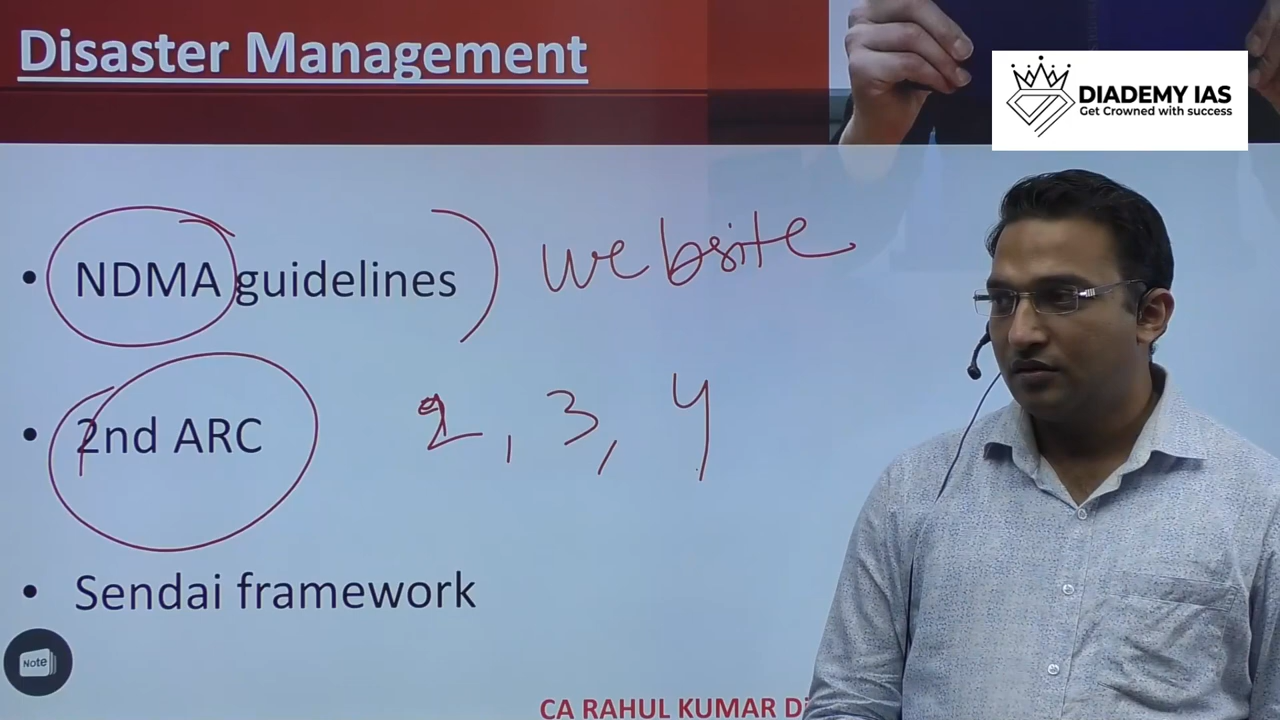 Disaster Management
DIADEMY IAS
Get Crowned with success
• NDMA guidelines
website
• 2nd ARC
2, 3, 4
• Sendai framework
Note
CA RAHUL KUMAR Di